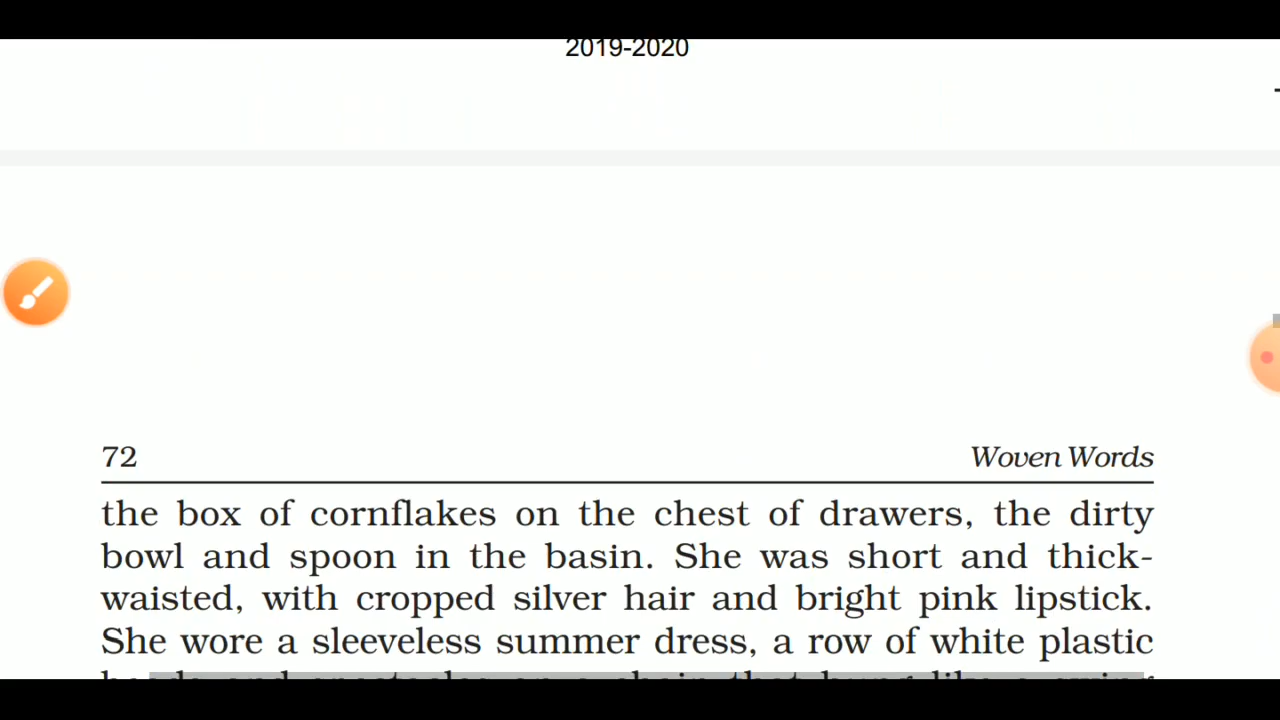 2019-2020
72 Woven Words
the box of cornflakes on the chest of drawers, the dirty
bowl and spoon in the basin. She was short and thick-
waisted, with cropped silver hair and bright pink lipstick.
She wore a sleeveless summer dress, a row of white plastic